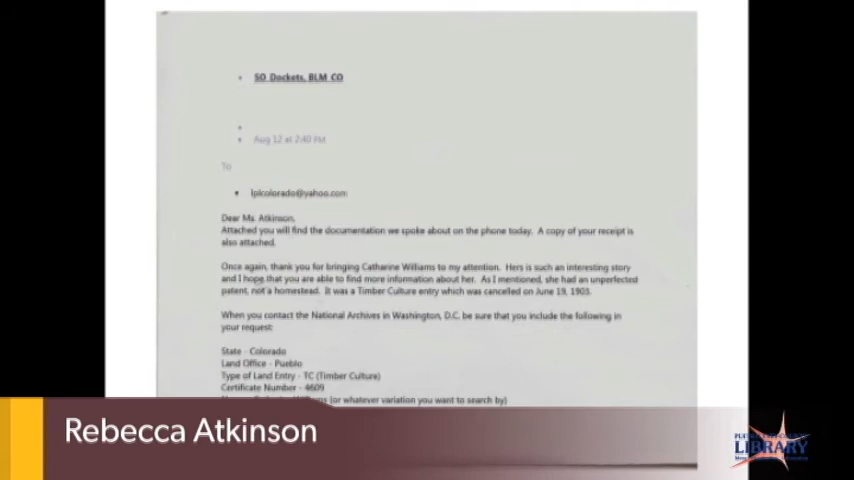 SO Dockets, BLM CO
Aug 12 at 2:40 PM
To
lplcolorado@yahoo.com
Dear Ms. Atkinson,
Attached you will find the documentation we spoke about on the phone today. A copy of your receipt is
also attached.
Once again, thank you for bringing Catharine Williams to my attention. Hers is such an interesting story
and I hope that you are able to find more information about her. As I mentioned, she had an unperfected
patent, not a homestead. It was a Timber Culture entry which was cancelled on June 19, 1903.
When you contact the National Archives in Washington, D.C. be sure that you include the following in
your request:
State - Colorado
Land Office - Pueblo
Type of Land Entry - TC (Timber Culture)
Certificate Number - 4609
(or whatever variation you want to search by)
Rebecca Atkinson
LIBRARY